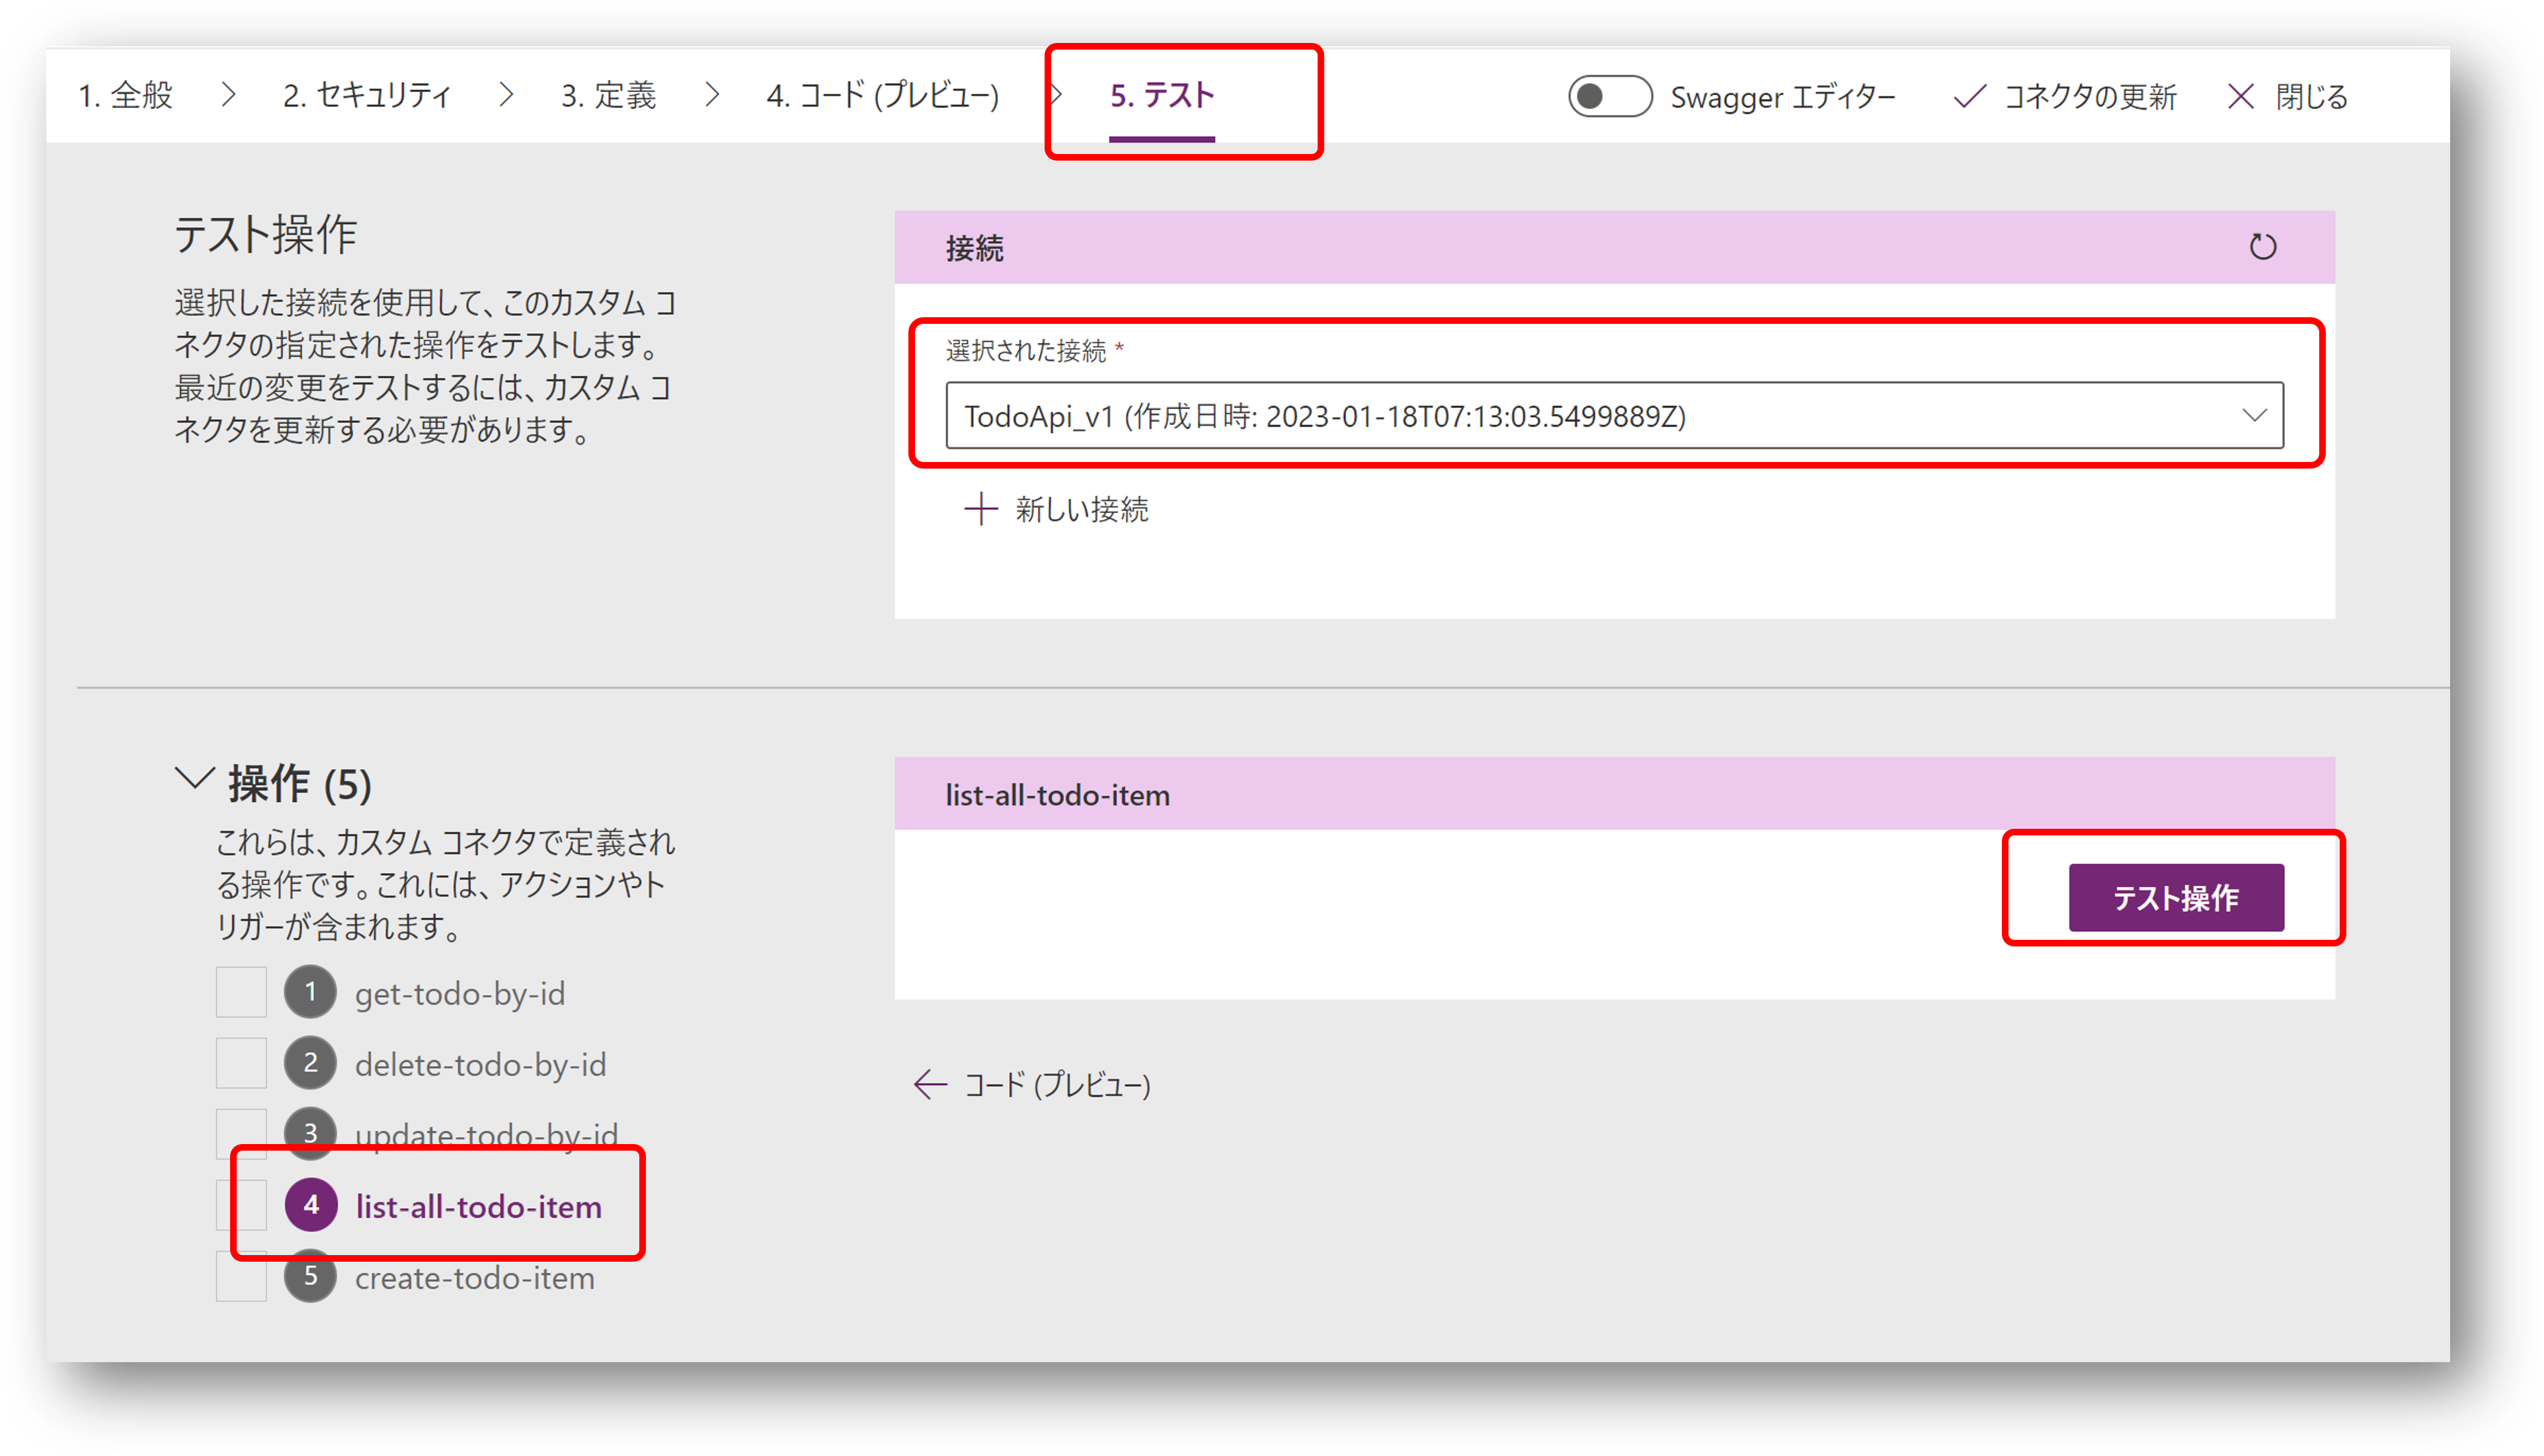 1. 全般
2. セキュリティ
3. 定義
4. コード (プレビュー)
5. テスト
Swagger エディター
コネクタの更新
閉じる
テスト操作
選択した接続を使用して、このカスタム コ
ネクタの指定された操作をテストします。
最近の変更をテストするには、カスタム コ
ネクタを更新する必要があります。
接続
選択された接続 *
TodoApi_v1 (作成日時: 2023-01-18T07:13:03.5499889Z)
新しい接続
操作 (5)
これらは、カスタム コネクタで定義され
る操作です。これには、アクションやト
リガーが含まれます。
1 get-todo-by-id
2 delete-todo-by-id
3 update-todo-by-id
4 list-all-todo-item
5 create-todo-item
list-all-todo-item
テスト操作
コード (プレビュー)